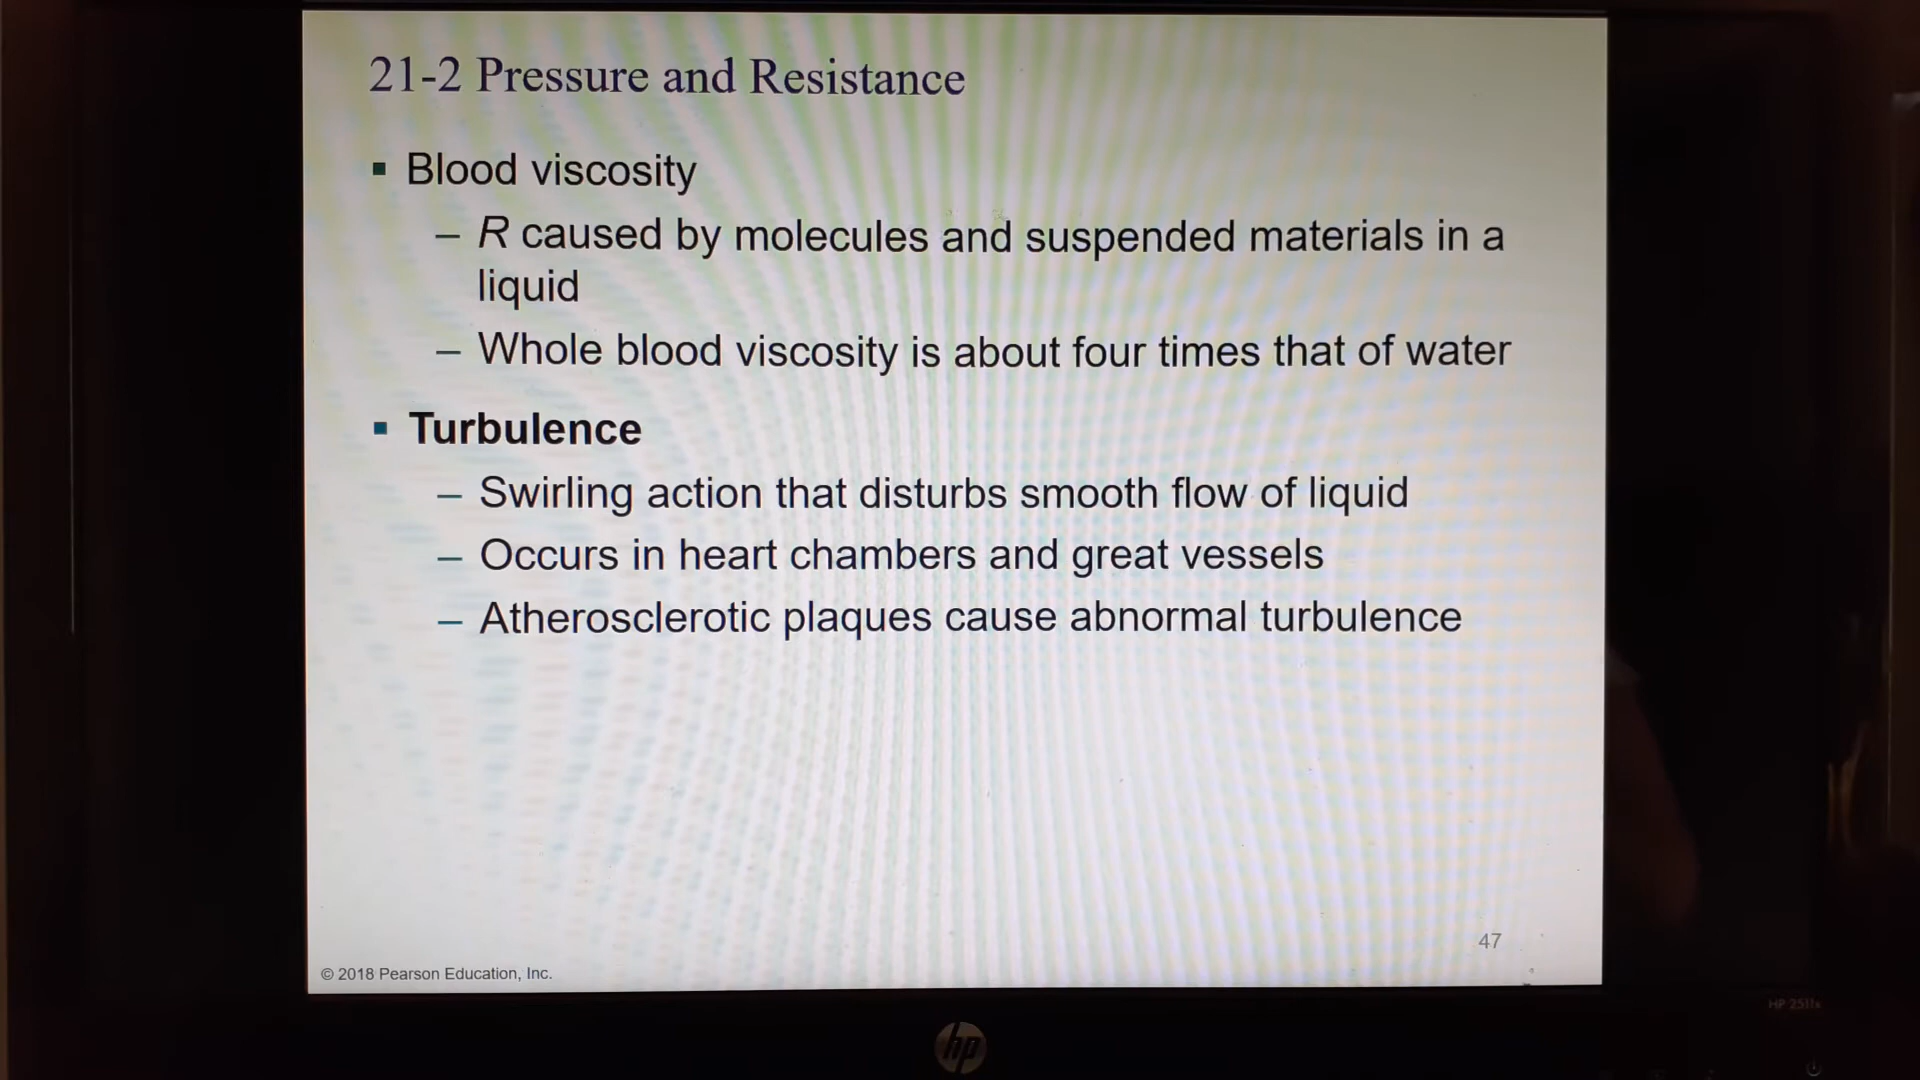 21-2 Pressure and Resistance
▪ Blood viscosity
– R caused by molecules and suspended materials in a
liquid
– Whole blood viscosity is about four times that of water
▪ Turbulence
– Swirling action that disturbs smooth flow of liquid
– Occurs in heart chambers and great vessels
– Atherosclerotic plaques cause abnormal turbulence
47
© 2018 Pearson Education, Inc.
hp